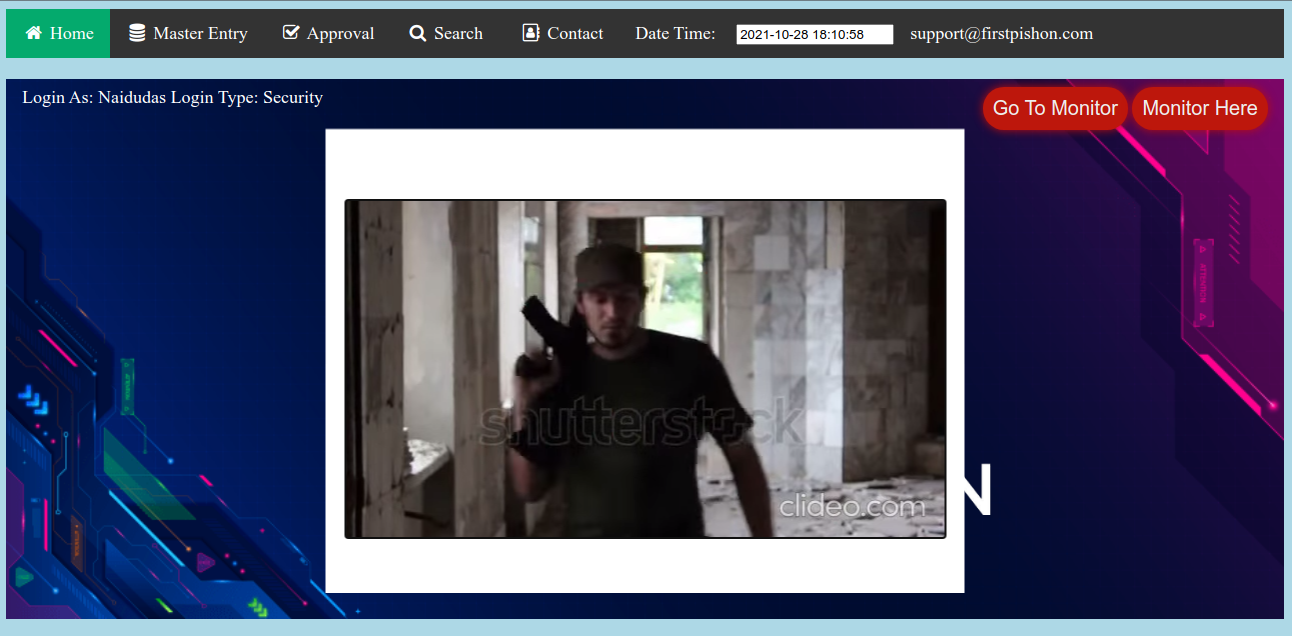 Home Master Entry Approval Search Contact Date Time: 2021-10-28 18:10:58 support@firstpishon.com
Login As: Naidudas Login Type: Security
Go To Monitor Monitor Here
ATTENTION
shutterstock
clideo.com
N